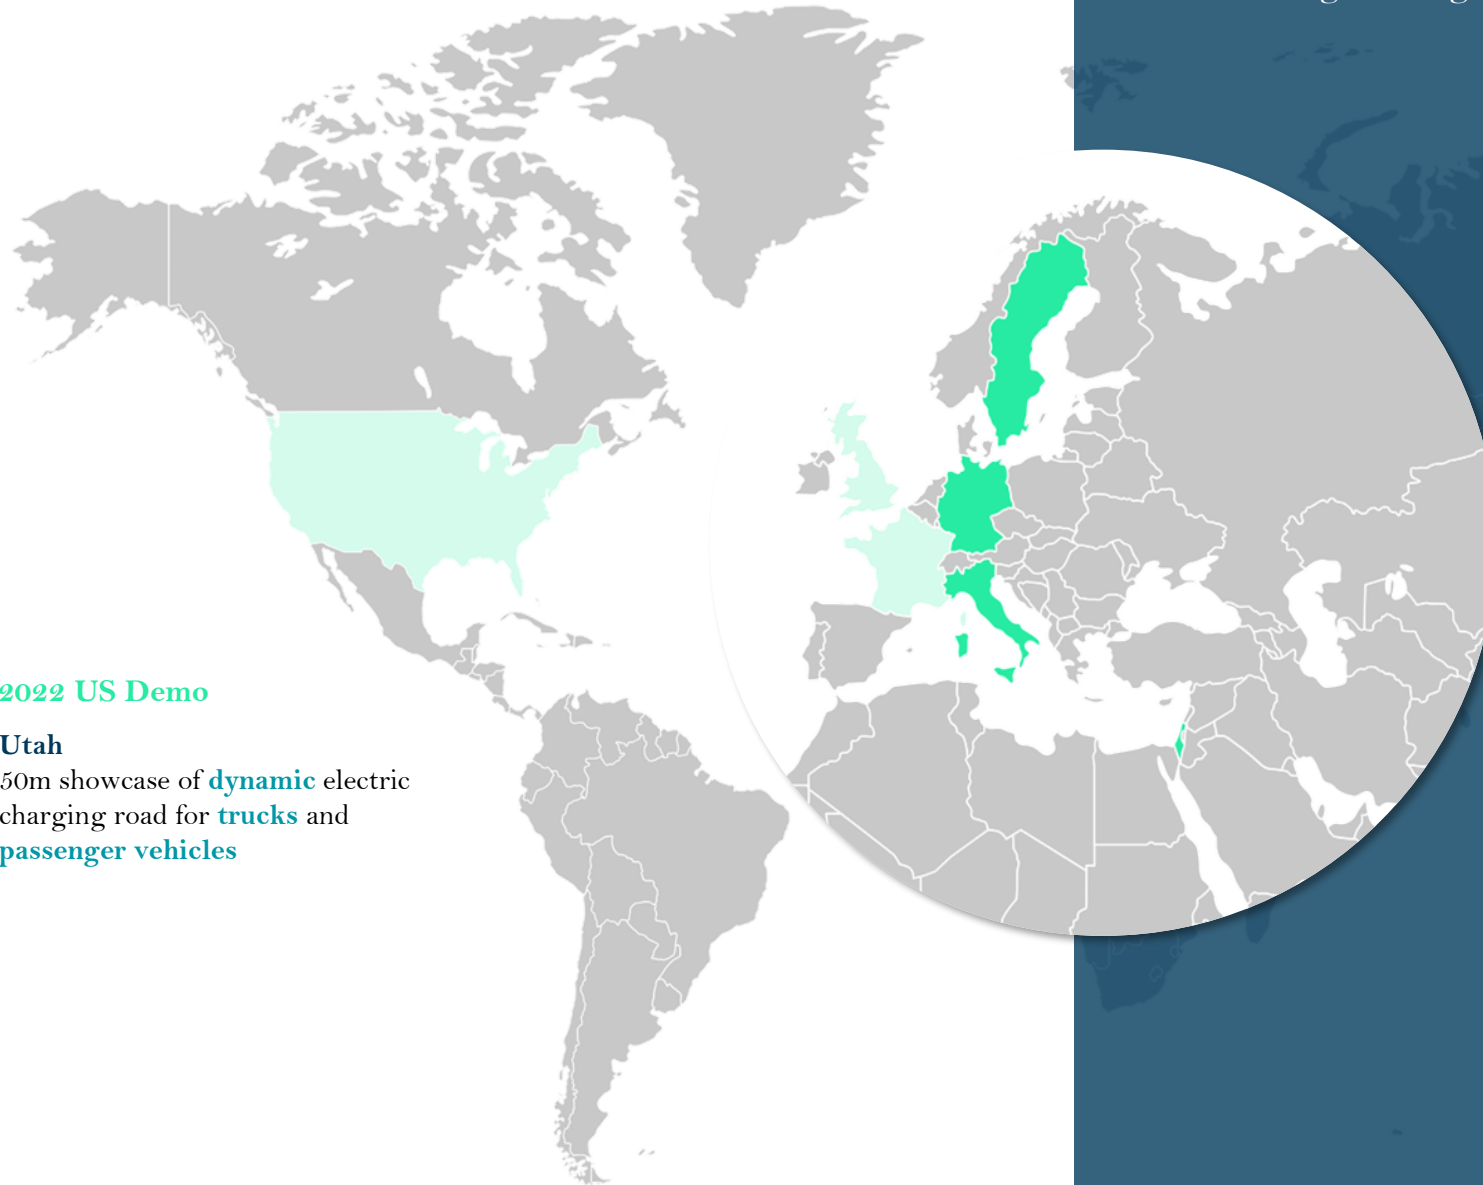 2022 US Demo
Utah
50m showcase of dynamic electric
charging road for trucks and
passenger vehicles